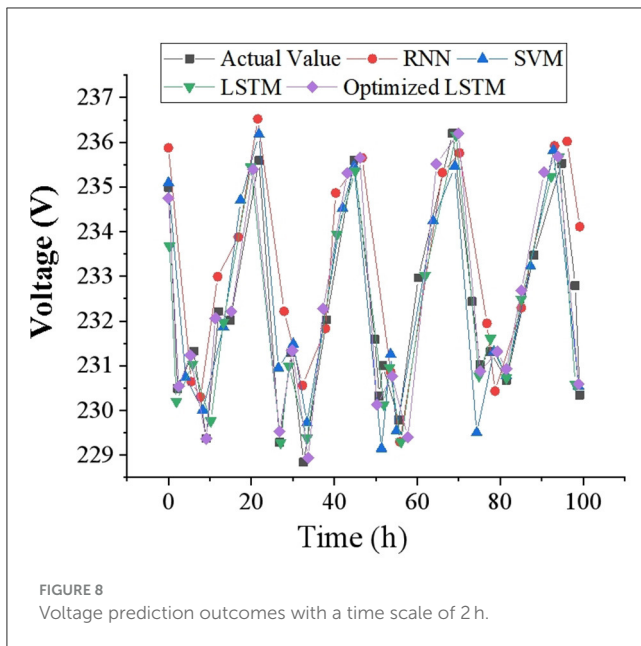 Actual Value RNN SVM
LSTM Optimized LSTM
237
236
235
234
233
232
231
230
229
Voltage (V)
0 20 40 60 80 100
Time (h)
FIGURE 8
Voltage prediction outcomes with a time scale of 2 h.